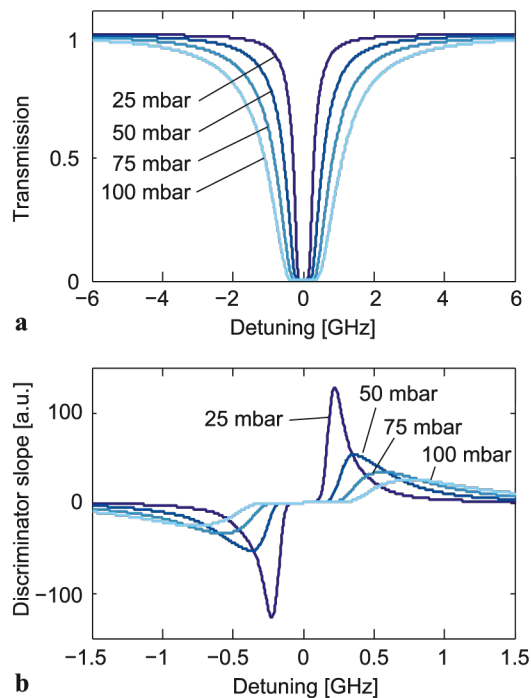 1
0.5
0
Transmission
25 mbar
50 mbar
75 mbar
100 mbar
−6 −4 −2 0 2 4 6
Detuning [GHz]
a
100
0
−100
Discriminator slope [a.u.]
25 mbar
50 mbar
75 mbar
100 mbar
−1.5 −1 −0.5 0 0.5 1 1.5
Detuning [GHz]
b